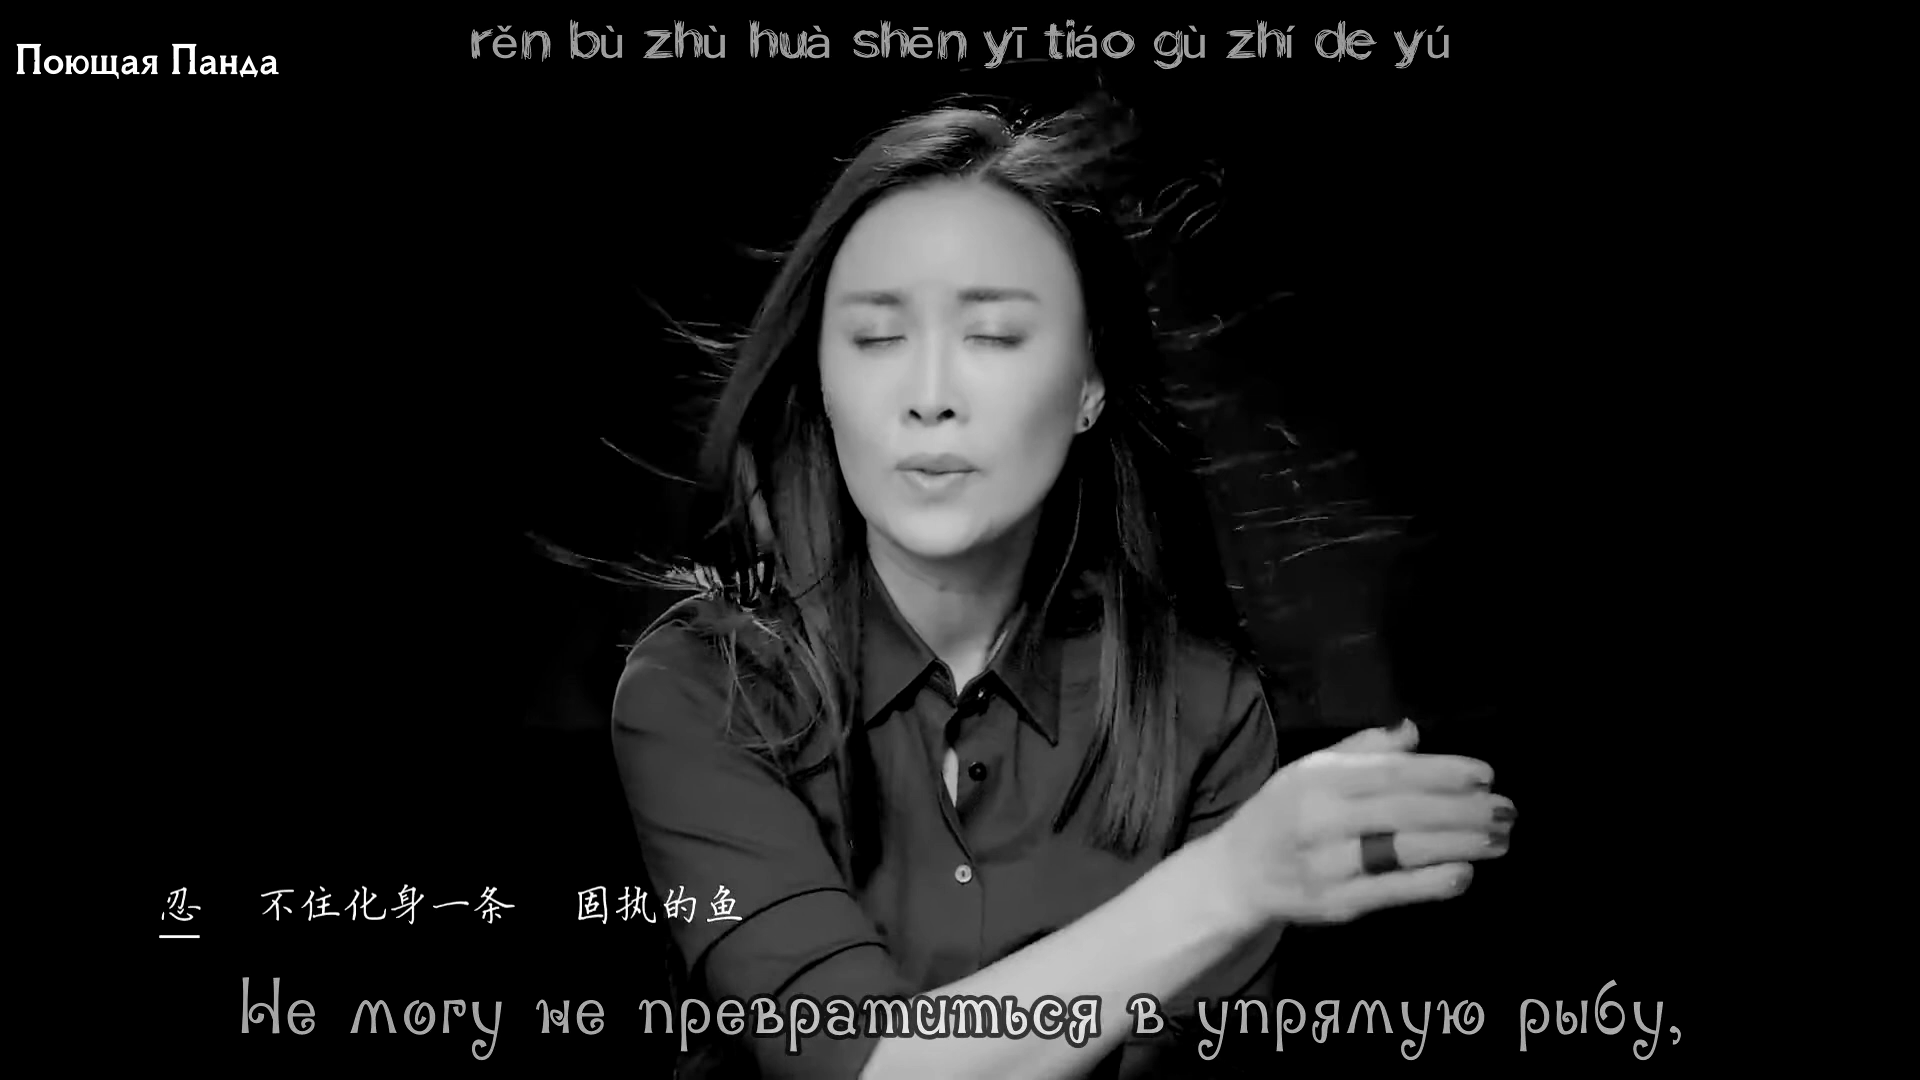 Поющая Панда
rěn bù zhù huà shēn yī tiáo gù zhí de yú
忍 不住化身一条 固执的鱼
Не могу не превратиться в упрямую рыбу,